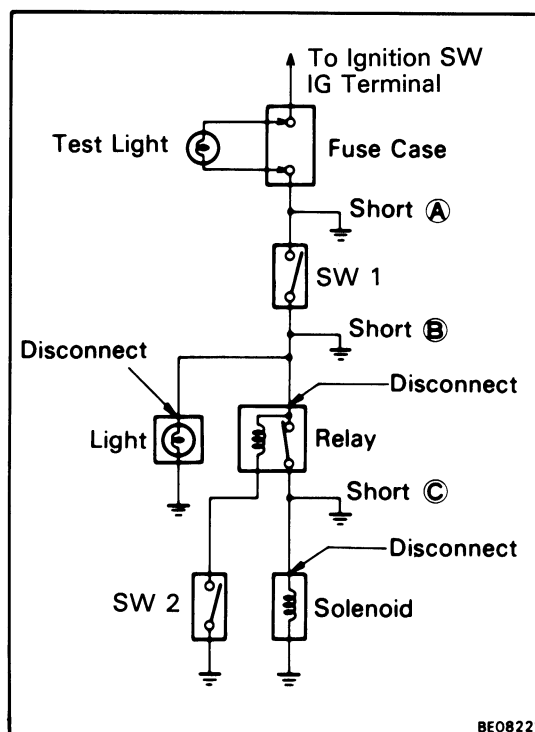 To Ignition SW
IG Terminal
Test Light
Fuse Case
Short Ⓐ
SW 1
Short Ⓑ
Disconnect
Disconnect
Light
Relay
Short Ⓒ
Disconnect
SW 2
Solenoid
BE0822